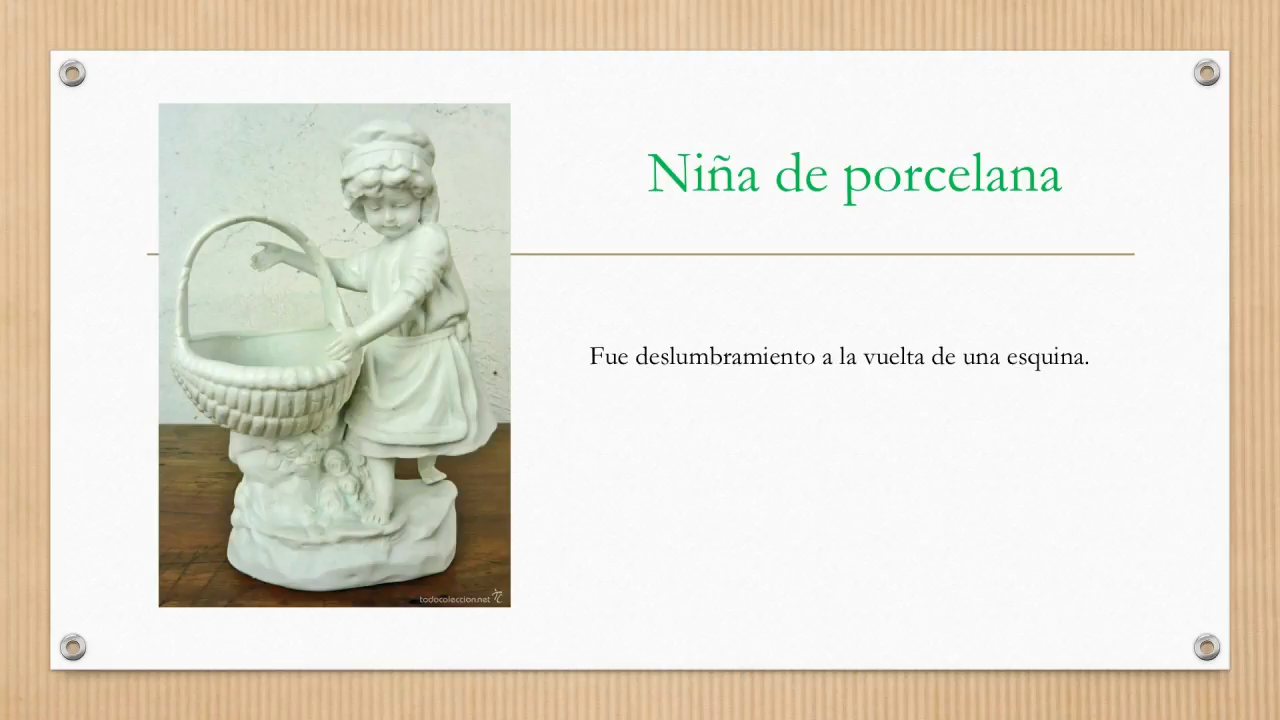 Niña de porcelana
Fue deslumbramiento a la vuelta de una esquina.
todocoleccion.net